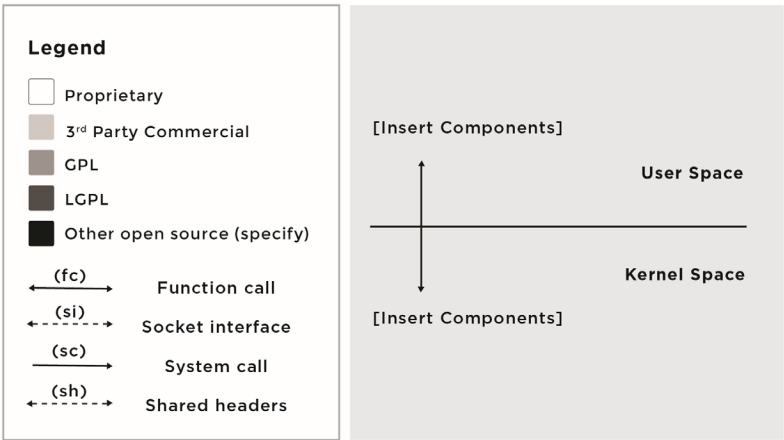 Legend
Proprietary
3rd Party Commercial
GPL
LGPL
Other open source (specify)
(fc)
Function call
(si)
Socket interface
(sc)
System call
(sh)
Shared headers
[Insert Components]
User Space
Kernel Space
[Insert Components]